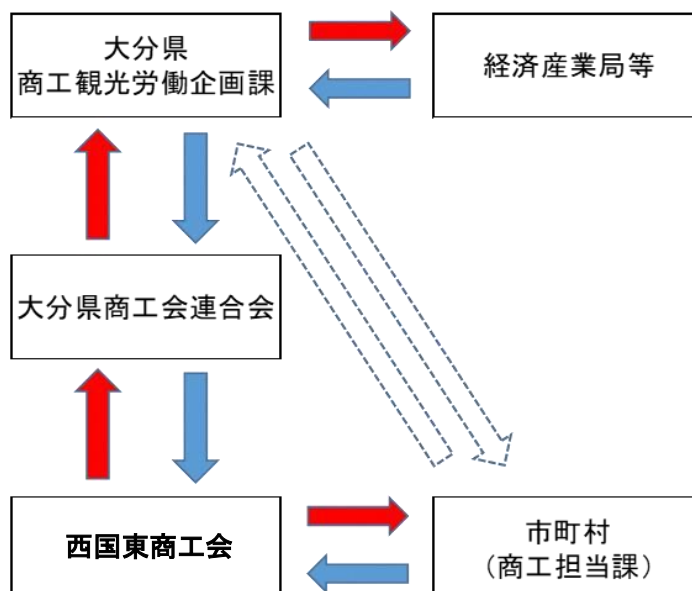 大分県
商工観光労働企画課
経済産業局等
大分県商工会連合会
西国東商工会
市町村
（商工担当課）